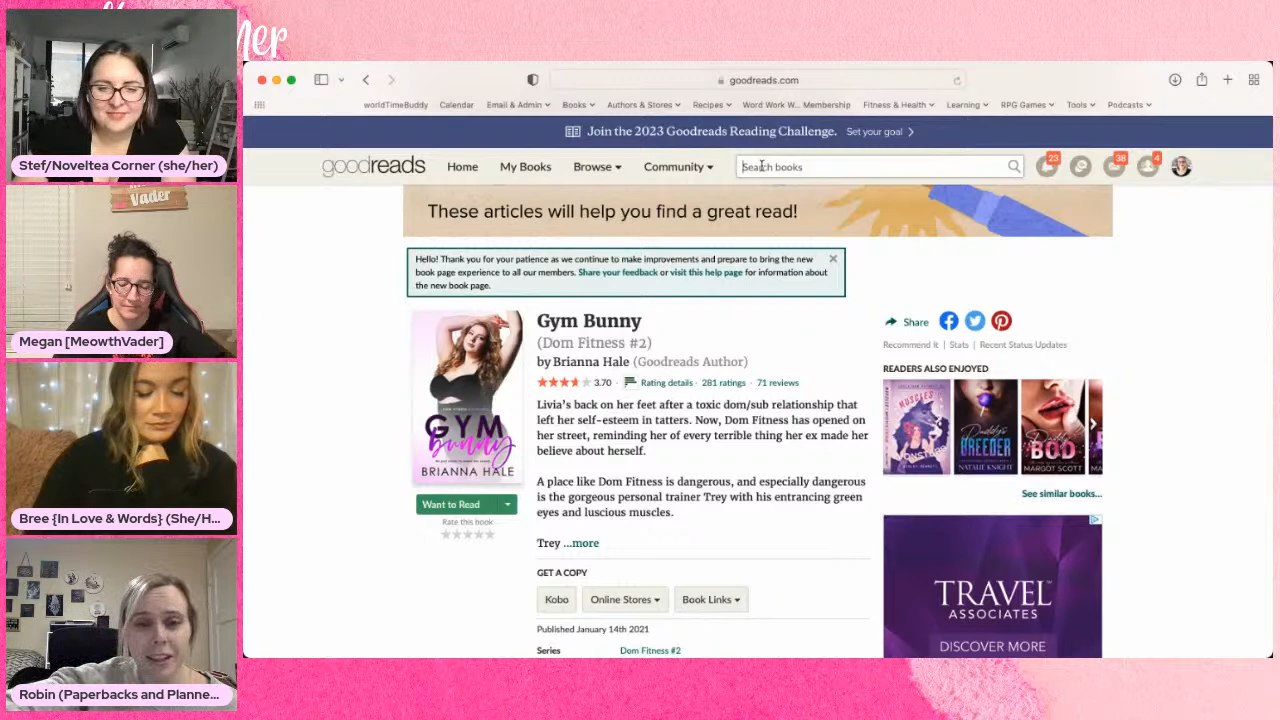 Mer
Stef/Noveltea Corner (she/her)
Vader
Megan [MeowthVader]
Bree {In Love & Words} (She/H...
Robin (Paperbacks and Planne...
goodreads.com
worldTimeBuddy
Calendar
Email & Admin
Books
Authors & Stores
Recipes
Word Work W... Membership
Fitness & Health
Learning
RPG Games
Tools
Podcasts
Join the 2023 Goodreads Reading Challenge. Set your goal
goodreads
Home
My Books
Browse
Community
Search books
23
38
4
These articles will help you find a great read!
Hello! Thank you for your patience as we continue to make improvements and prepare to bring the new
book page experience to all our members. Share your feedback or visit this help page for information about
the new book page.
GYM
bunny
BRIANNA HALE
Want to Read
Rate this book
Gym Bunny
(Dom Fitness #2)
by Brianna Hale (Goodreads Author)
3.70 · Rating details · 281 ratings · 71 reviews
Livia's back on her feet after a toxic dom/sub relationship that
left her self-esteem in tatters. Now, Dom Fitness has opened on
her street, reminding her of every terrible thing her ex made her
believe about herself.
A place like Dom Fitness is dangerous, and especially dangerous
is the gorgeous personal trainer Trey with his entrancing green
eyes and luscious muscles.
Trey ...more
GET A COPY
Kobo
Online Stores
Book Links
Published January 14th 2021
Series
Dom Fitness #2
Share
Recommend It | Stats | Recent Status Updates
READERS ALSO ENJOYED
MUSCLES
MONSTERS
Daddy's
BREEDER
NATALIE KNIGHT
Daddy
BOD
MARGOT SCOTT
See similar books...
TRAVEL
ASSOCIATES
DISCOVER MORE